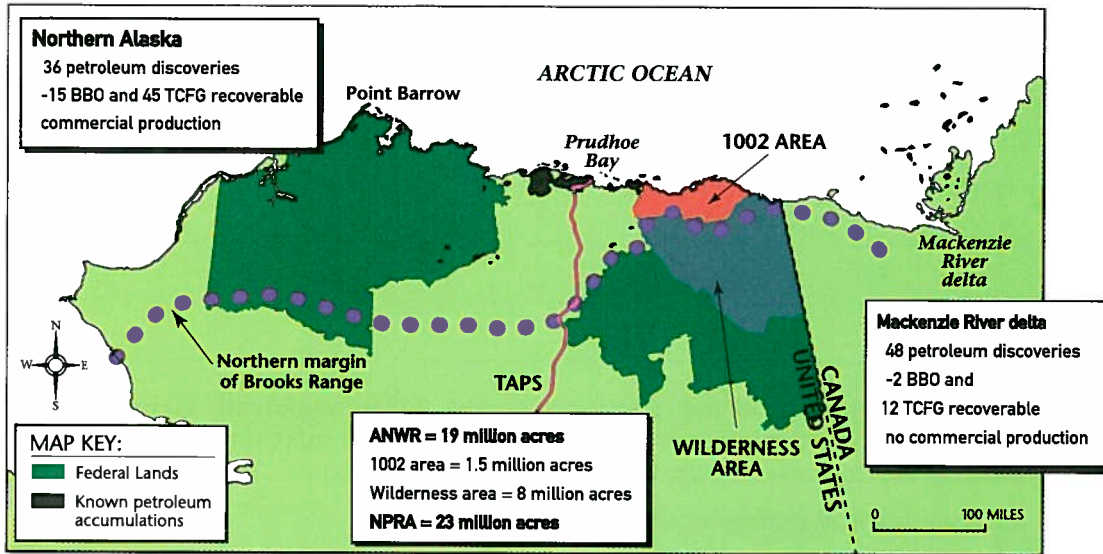 Northern Alaska
36 petroleum discoveries
-15 BBO and 45 TCFG recoverable
commercial production
ARCTIC OCEAN
Point Barrow
Prudhoe
Bay
1002 AREA
Mackenzie
River
delta
N
W
E
S
Northern margin
of Brooks Range
TAPS
WILDERNESS
AREA
CANADA
UNITED STATES
Mackenzie River delta
48 petroleum discoveries
-2 BBO and
12 TCFG recoverable
no commercial production
MAP KEY:
Federal Lands
Known petroleum
accumulations
ANWR = 19 million acres
1002 area = 1.5 million acres
Wilderness area = 8 million acres
NPRA = 23 million acres
0 100 MILES